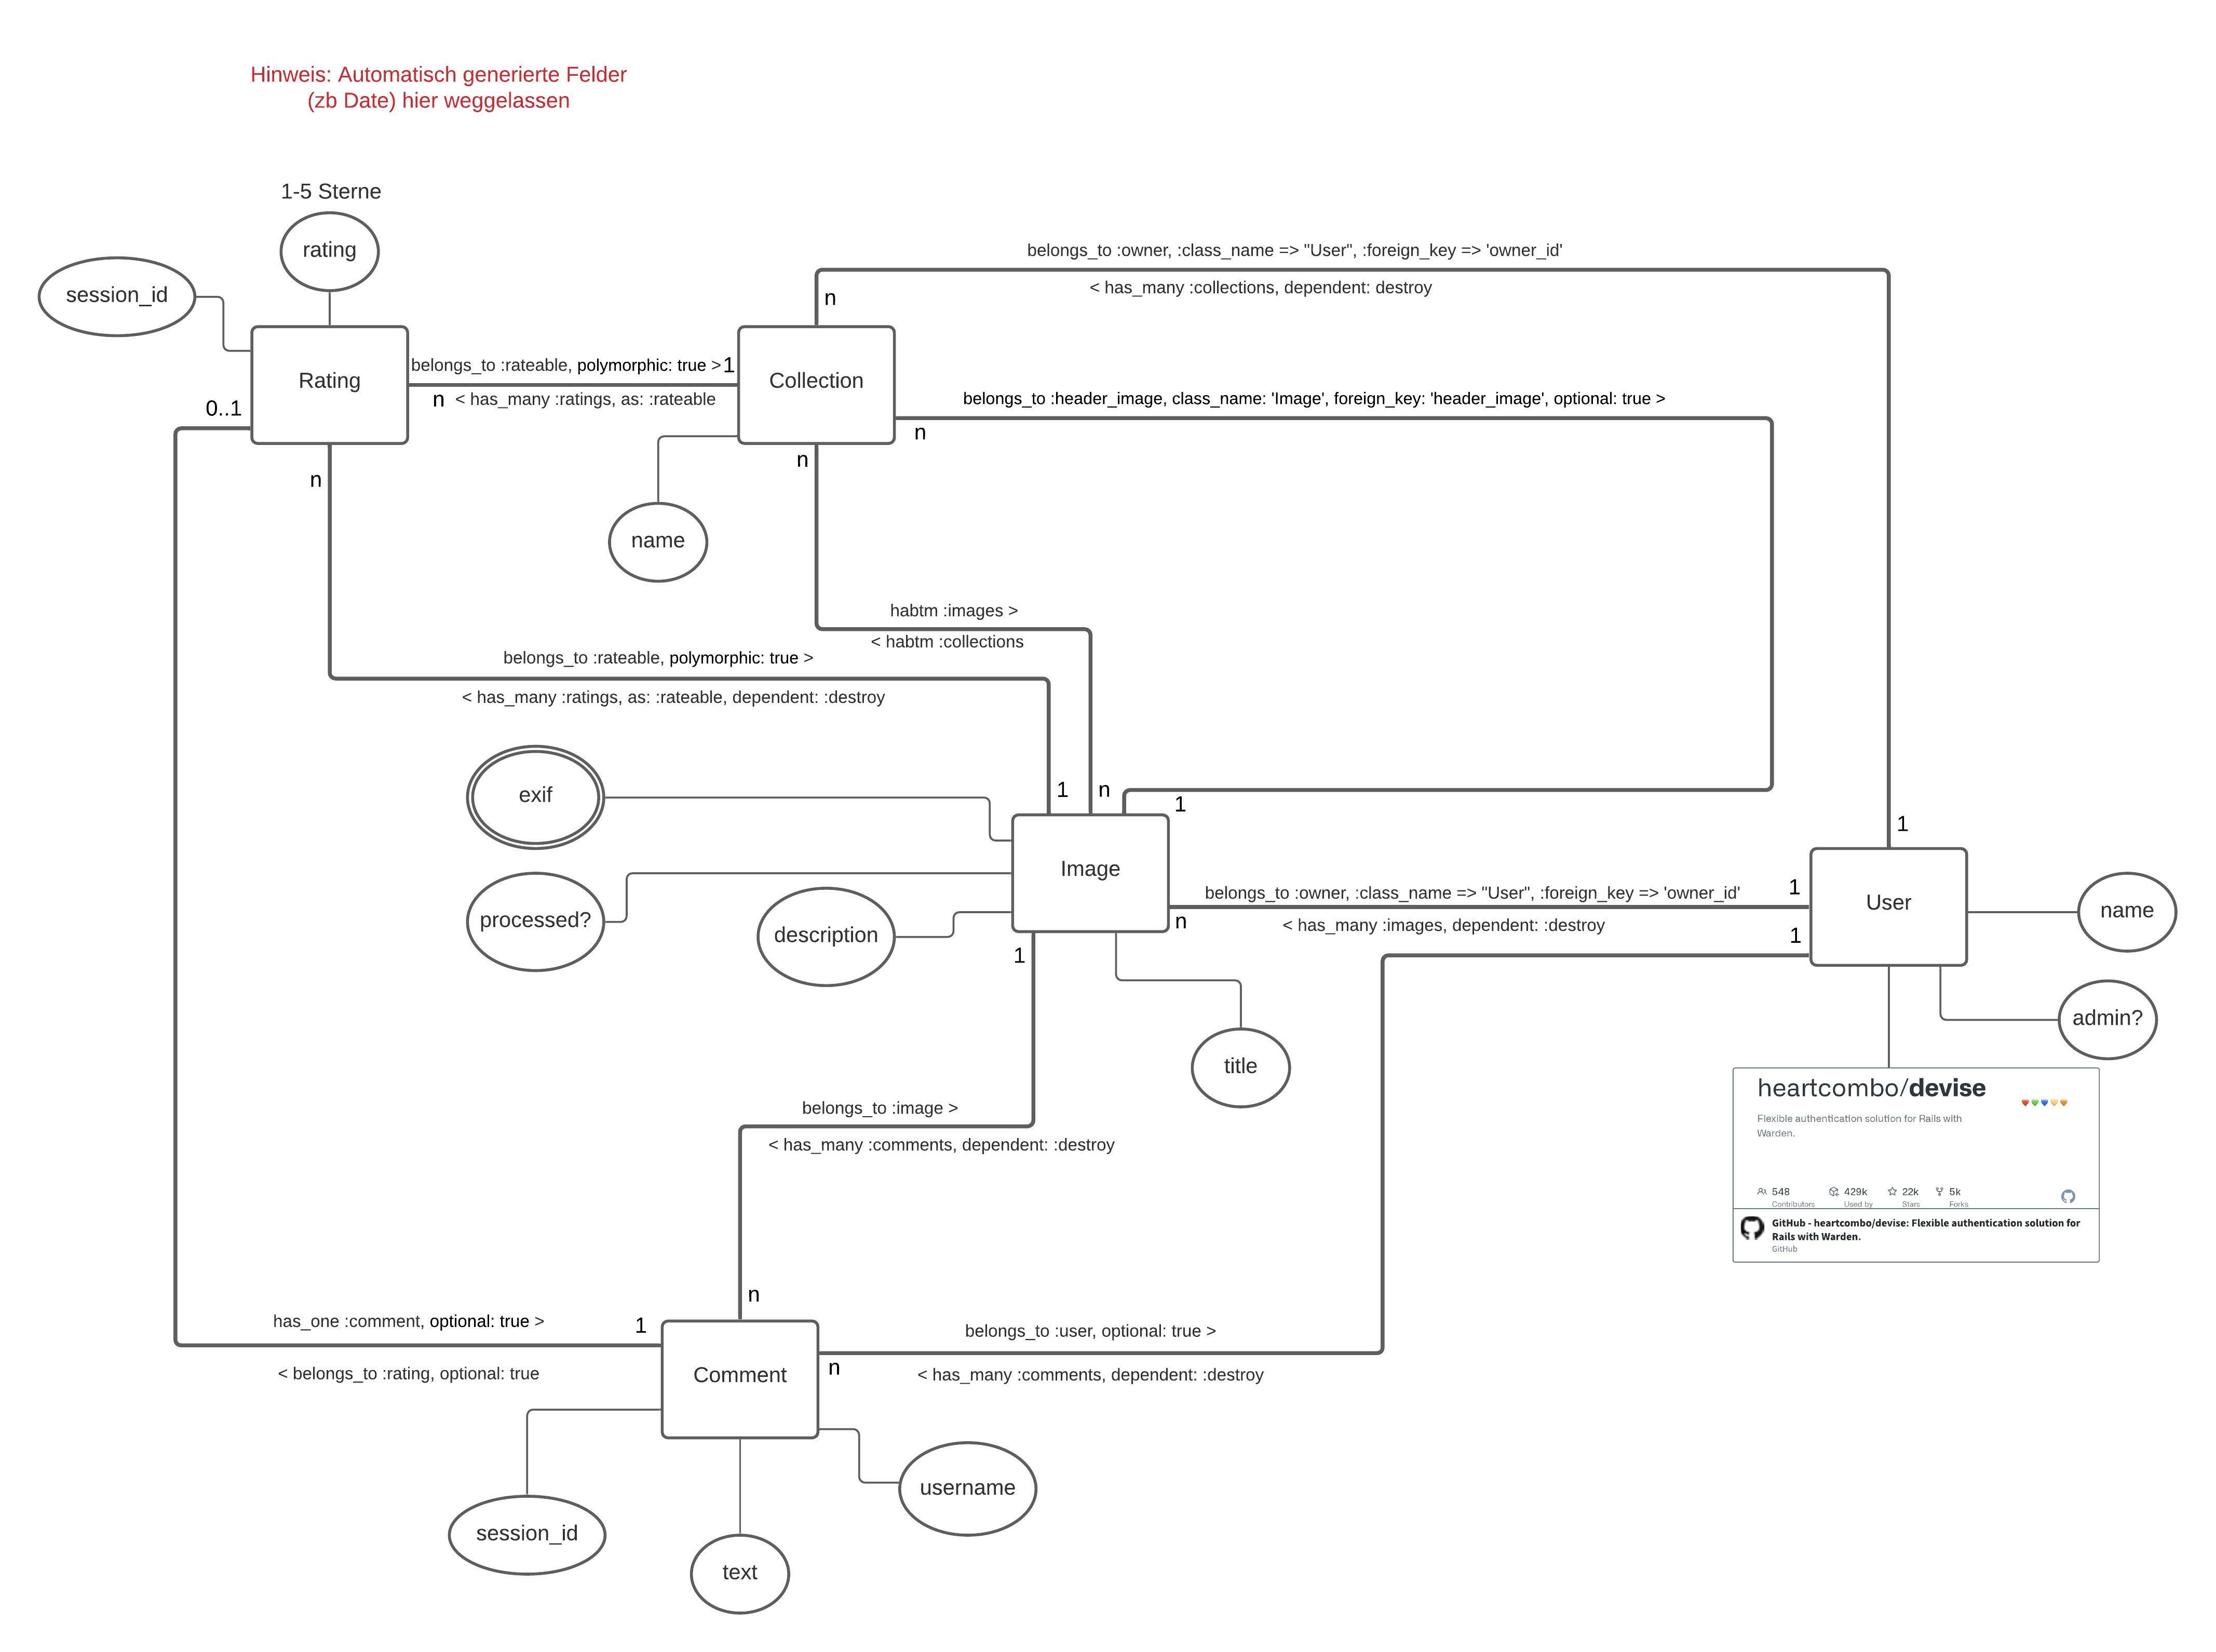 Hinweis: Automatisch generierte Felder
(zb Date) hier weggelassen
1-5 Sterne
rating
session_id
belongs_to :owner, :class_name => "User", :foreign_key => 'owner_id'
< has_many :collections, dependent: destroy
n
Rating
belongs_to :rateable, polymorphic: true >
1
n
< has_many :ratings, as: :rateable
Collection
belongs_to :header_image, class_name: 'Image', foreign_key: 'header_image', optional: true >
n
0..1
n
n
name
habtm :images >
< habtm :collections
belongs_to :rateable, polymorphic: true >
< has_many :ratings, as: :rateable, dependent: :destroy
exif
1
n
1
1
Image
processed?
description
belongs_to :owner, :class_name => "User", :foreign_key => 'owner_id'
1
n
< has_many :images, dependent: :destroy
1
User
name
admin?
1
title
heartcombo/devise
Flexible authentication solution for Rails with
Warden.
548
Contributors
429k
Used by
22k
Stars
5k
Forks
GitHub - heartcombo/devise: Flexible authentication solution for
Rails with Warden.
GitHub
belongs_to :image >
< has_many :comments, dependent: :destroy
n
has_one :comment, optional: true >
1
< belongs_to :rating, optional: true
Comment
belongs_to :user, optional: true >
n
< has_many :comments, dependent: :destroy
username
session_id
text